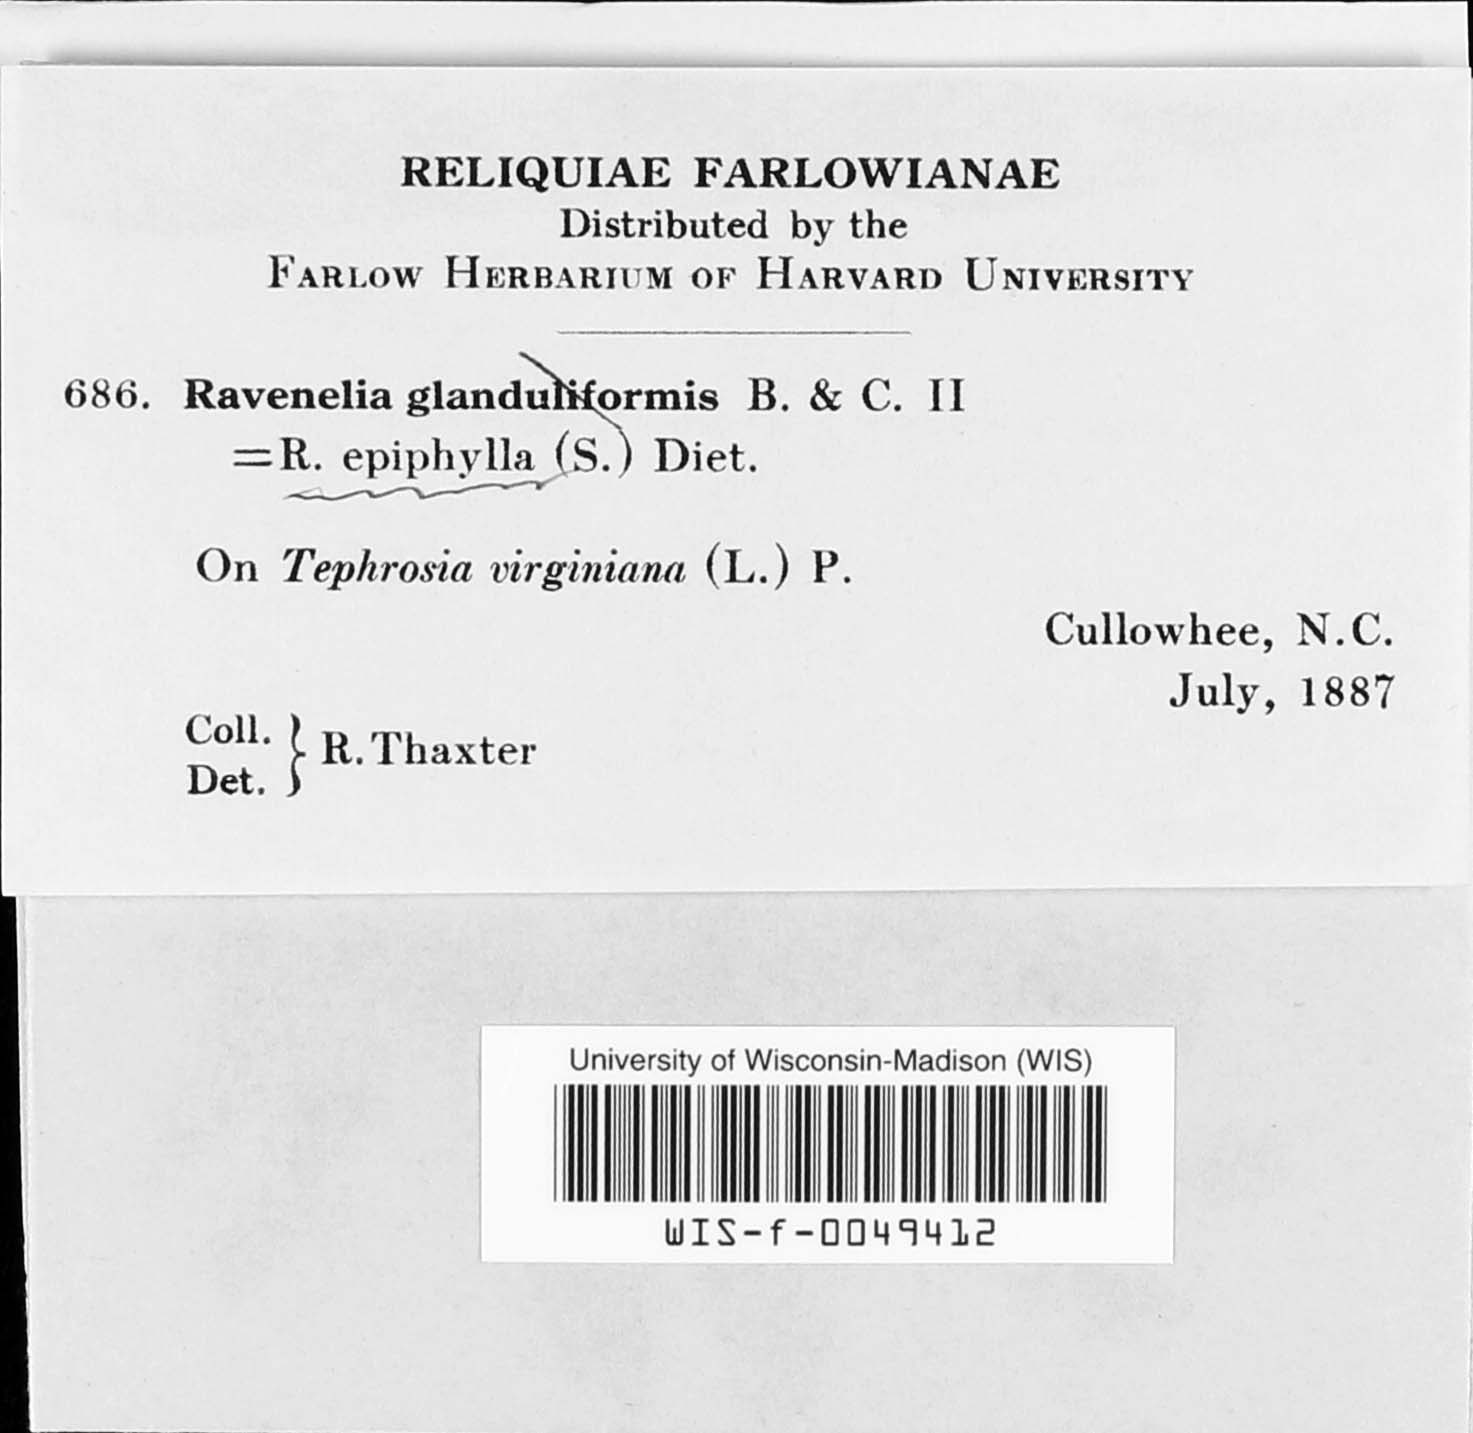 RELIQUIAE FARLOWIANAE
Distributed by the
FARLOW HERBARIUM OF HARVARD UNIVERSITY
686. Ravenelia glanduliformis B. & C. II
=R. epiphylla (S.) Diet.
On Tephrosia virginiana (L.) P.
Cullowhee, N.C.
July, 1887
Coll.
Det. } R. Thaxter
University of Wisconsin-Madison (WIS)
WIS-f-0049412